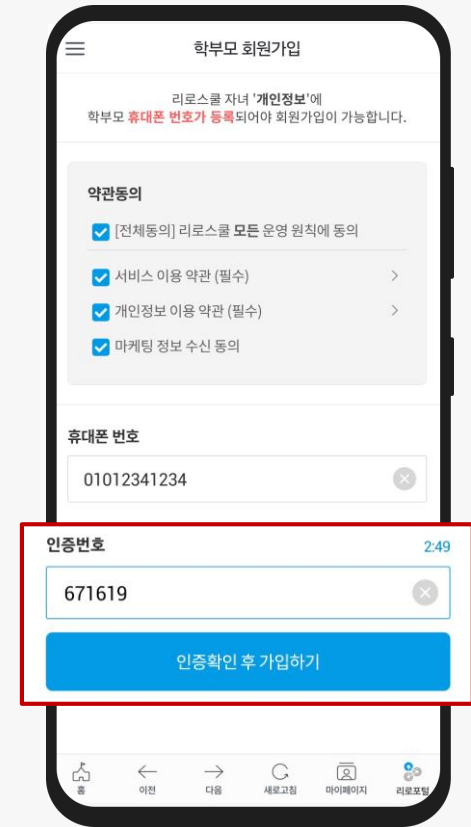 학부모 회원가입
리로스쿨 자녀 '개인정보'에
학부모 휴대폰 번호가 등록되어야 회원가입이 가능합니다.
약관동의
[전체동의] 리로스쿨 모든 운영 원칙에 동의
서비스 이용 약관 (필수)
개인정보 이용 약관 (필수)
마케팅 정보 수신 동의
휴대폰 번호
01012341234
인증번호 2:49
671619
인증확인 후 가입하기
홈 이전 다음 새로고침 마이페이지 리로포털